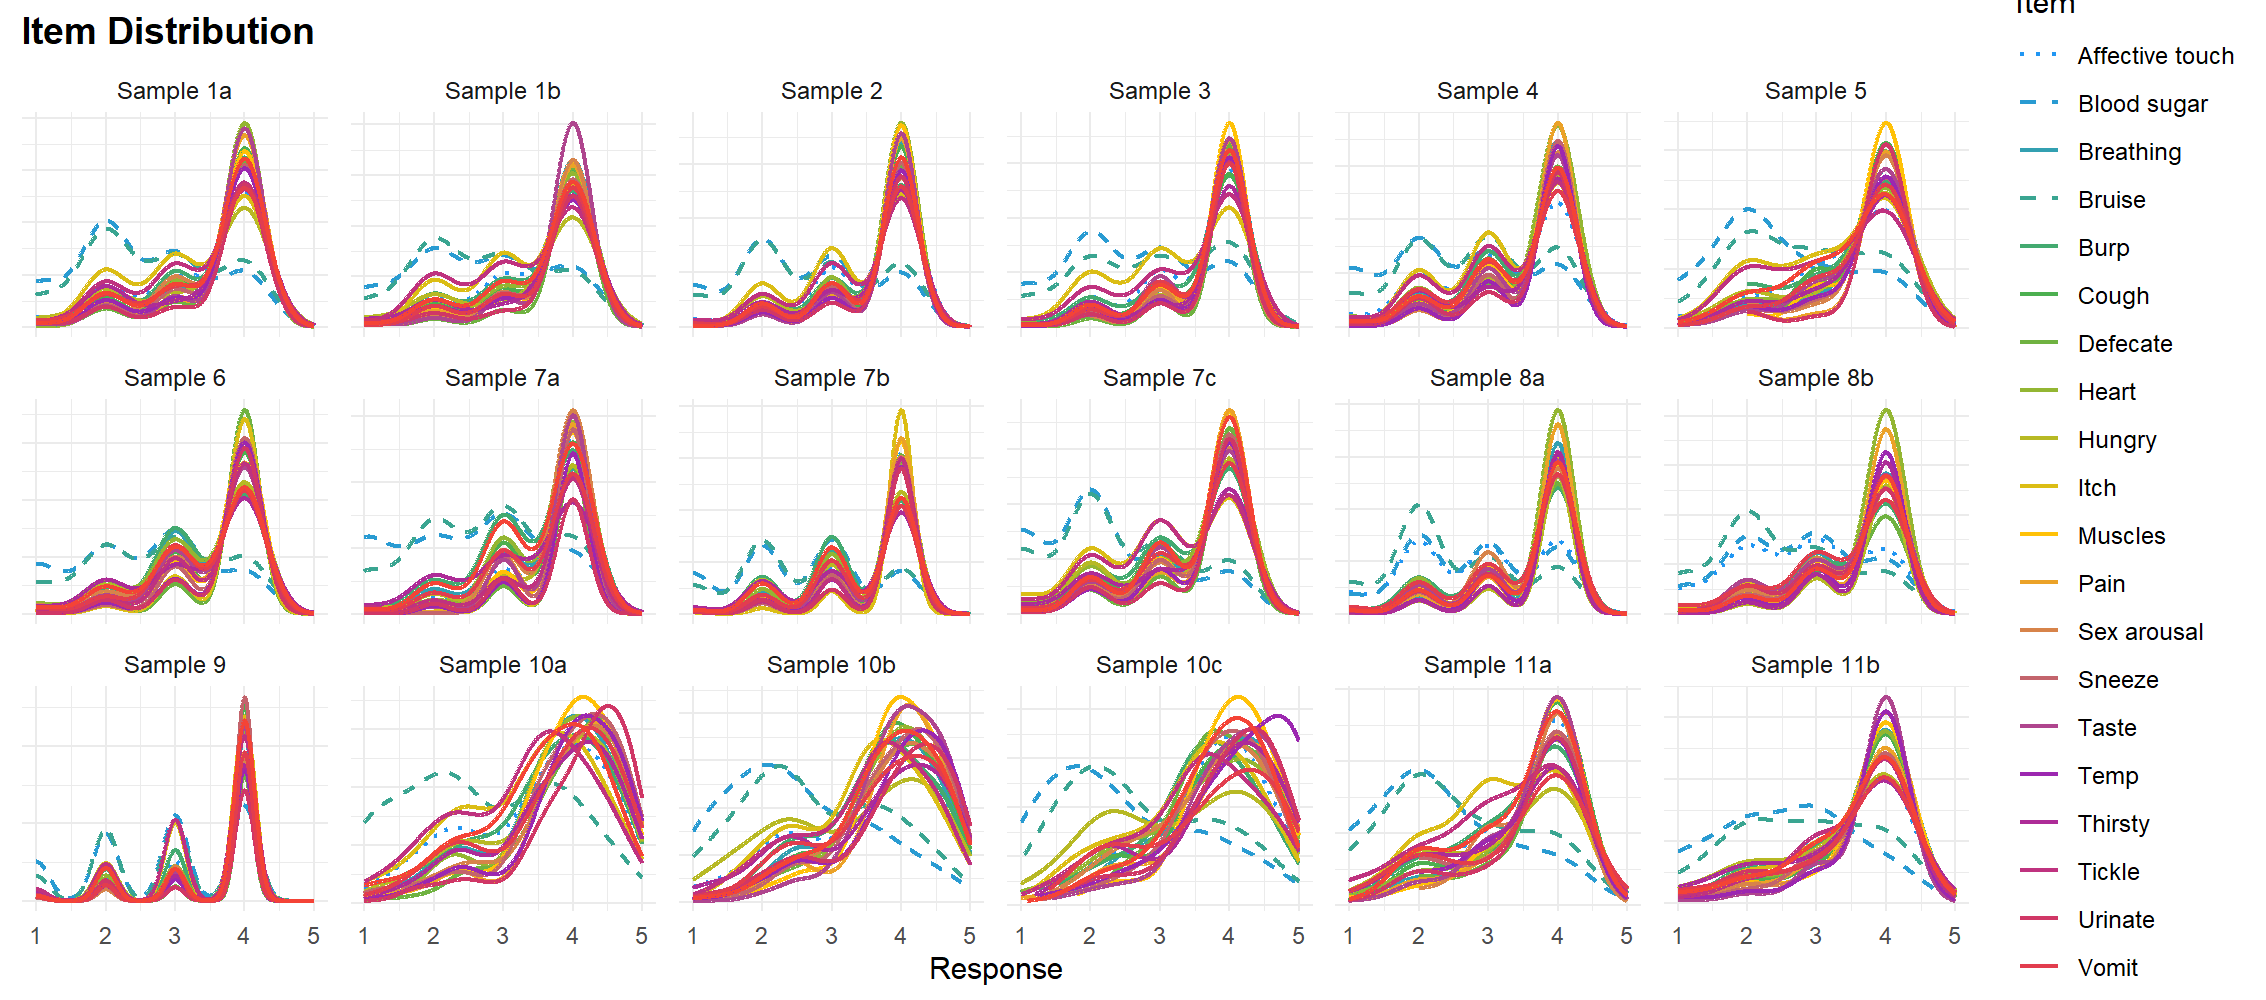 Item Distribution
Sample 1a
Sample 1b
Sample 2
Sample 3
Sample 4
Sample 5
Sample 6
Sample 7a
Sample 7b
Sample 7c
Sample 8a
Sample 8b
Sample 9
Sample 10a
Sample 10b
Sample 10c
Sample 11a
Sample 11b
1 2 3 4 5
1 2 3 4 5
1 2 3 4 5
1 2 3 4 5
1 2 3 4 5
1 2 3 4 5
Response
Item
Affective touch
Blood sugar
Breathing
Bruise
Burp
Cough
Defecate
Heart
Hungry
Itch
Muscles
Pain
Sex arousal
Sneeze
Taste
Temp
Thirsty
Tickle
Urinate
Vomit